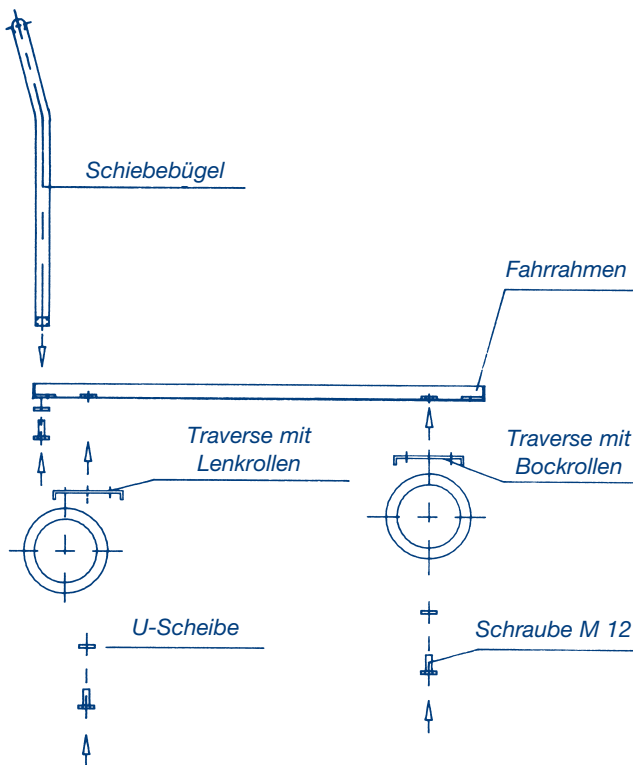 Schiebebügel
Fahrrahmen
Traverse mit
Lenkrollen
Traverse mit
Bockrollen
U-Scheibe
Schraube M 12